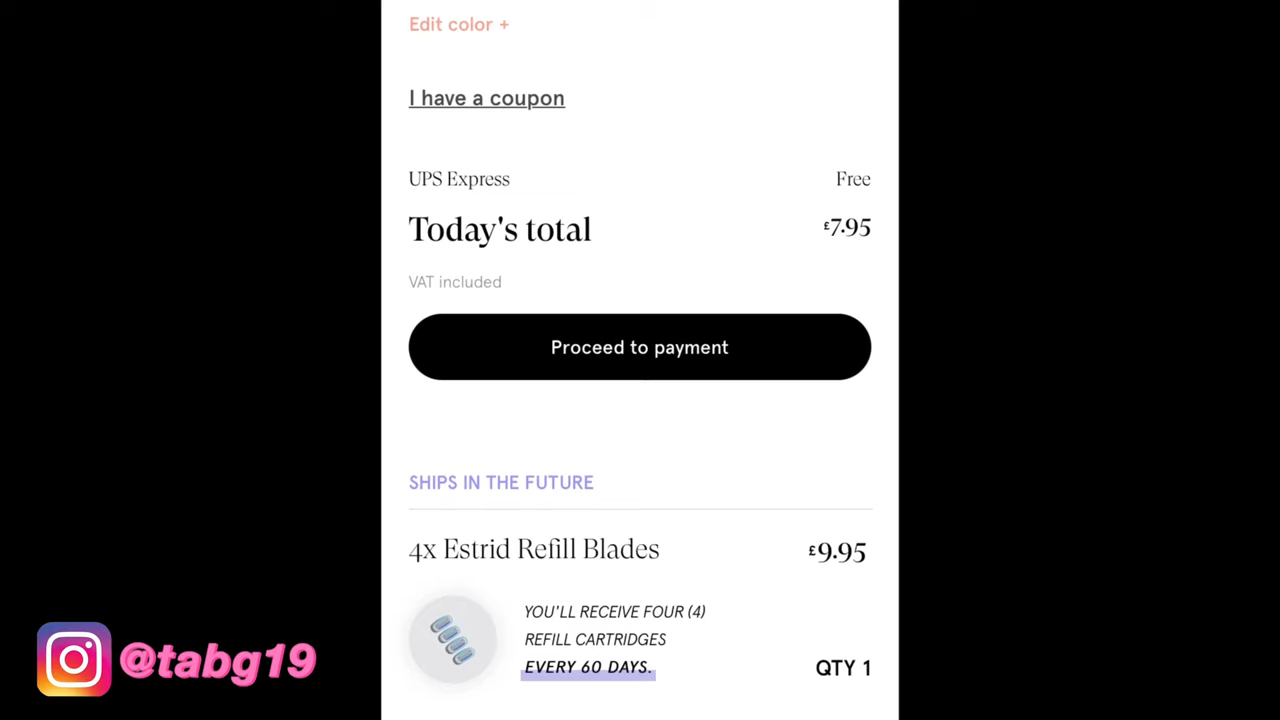 Edit color +
I have a coupon
UPS Express Free
Today's total £7.95
VAT included
Proceed to payment
SHIPS IN THE FUTURE
4x Estrid Refill Blades £9.95
YOU'LL RECEIVE FOUR (4)
REFILL CARTRIDGES
EVERY 60 DAYS. QTY 1
@tabg19